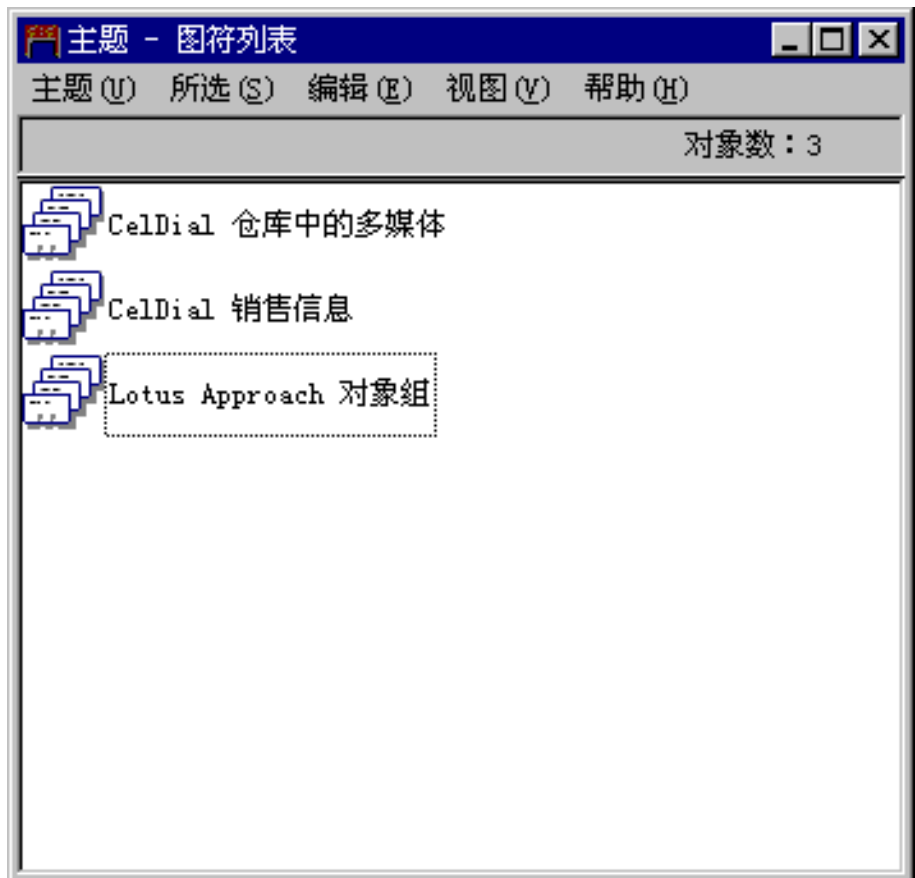 主题 - 图符列表
主题(U) 所选(S) 编辑(E) 视图(V) 帮助(H)
对象数：3
CelDial 仓库中的多媒体
CelDial 销售信息
Lotus Approach 对象组